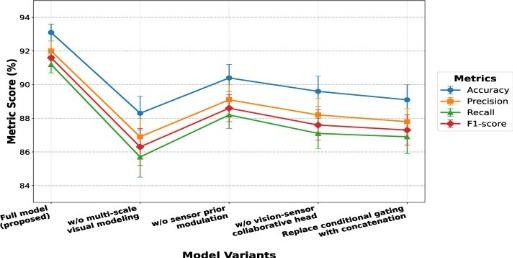 94
92
90
88
86
84
Metric Score (%)
Full model
(proposed)
w/o multi-scale
visual modeling
w/o sensor prior
modulation
w/o vision-sensor
collaborative head
Replace conditional gating
with concatenation
Model Variants
Metrics
Accuracy
Precision
Recall
F1-score